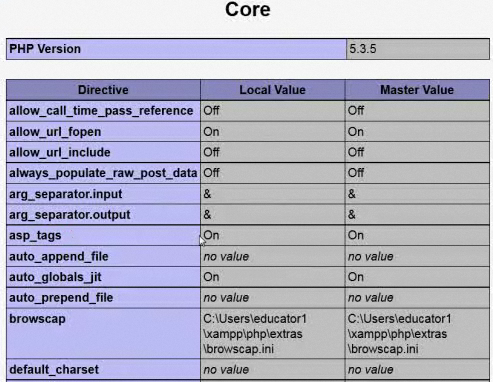 Core
PHP Version 5.3.5
Directive Local Value Master Value
allow_call_time_pass_reference Off Off
allow_url_fopen On On
allow_url_include Off Off
always_populate_raw_post_data Off Off
arg_separator.input & &
arg_separator.output & &
asp_tags On On
auto_append_file no value no value
auto_globals_jit On On
auto_prepend_file no value no value
browscap C:\Users\educator1 C:\Users\educator1
\xampp\php\extras \xampp\php\extras
\browscap.ini \browscap.ini
default_charset no value no value